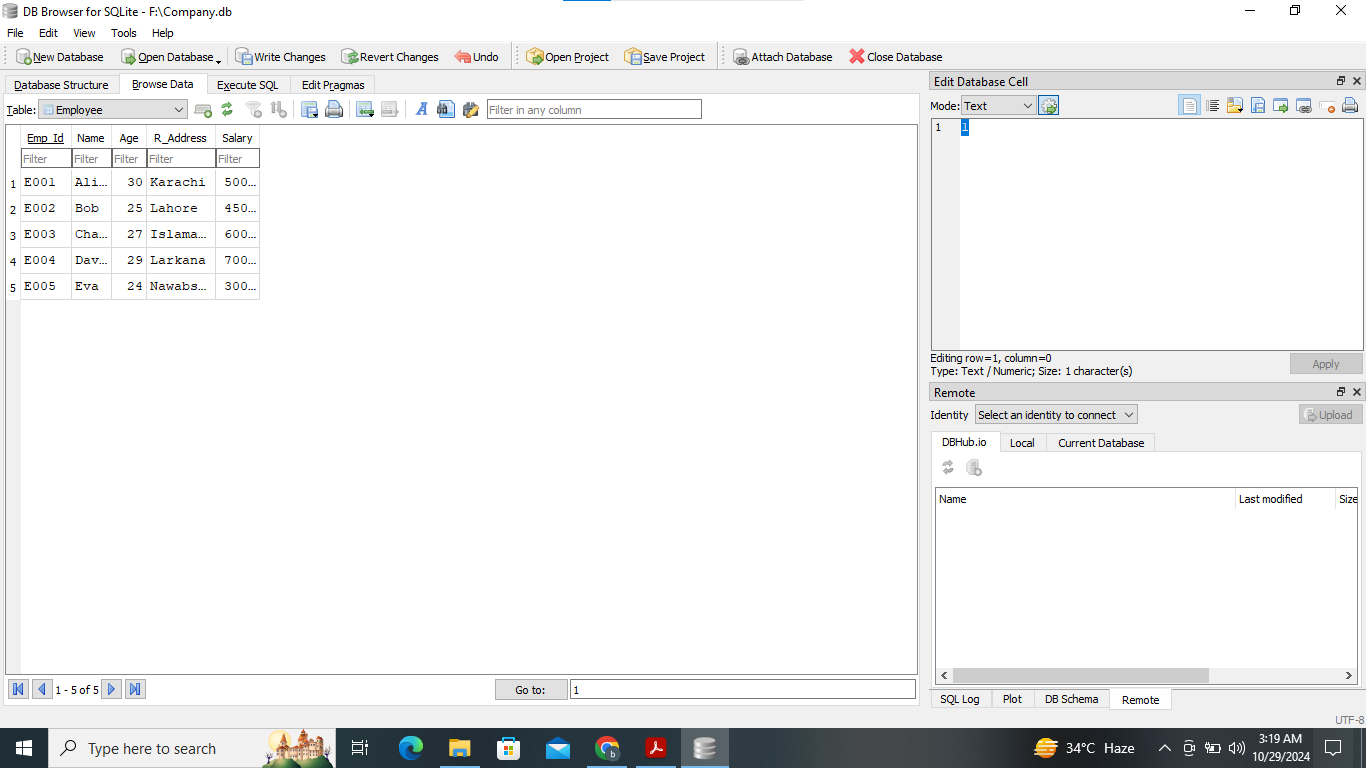 DB Browser for SQLite - F:\Company.db
File Edit View Tools Help
New Database Open Database Write Changes Revert Changes Undo Open Project Save Project Attach Database Close Database
Database Structure Browse Data Execute SQL Edit Pragmas
Table: Employee Filter in any column
Emp_Id Name Age R_Address Salary
Filter Filter Filter Filter Filter
1 E001 Ali... 30 Karachi 500...
2 E002 Bob 25 Lahore 450...
3 E003 Cha... 27 Islama... 600...
4 E004 Dav... 29 Larkana 700...
5 E005 Eva 24 Nawabs... 300...
1 - 5 of 5 Go to: 1
Edit Database Cell
Mode: Text
1 1
Editing row=1, column=0
Type: Text / Numeric; Size: 1 character(s)
Apply
Remote
Identity Select an identity to connect Upload
DBHub.io Local Current Database
Name Last modified Size
SQL Log Plot DB Schema Remote
UTF-8
Type here to search
34°C Haze
3:19 AM
10/29/2024